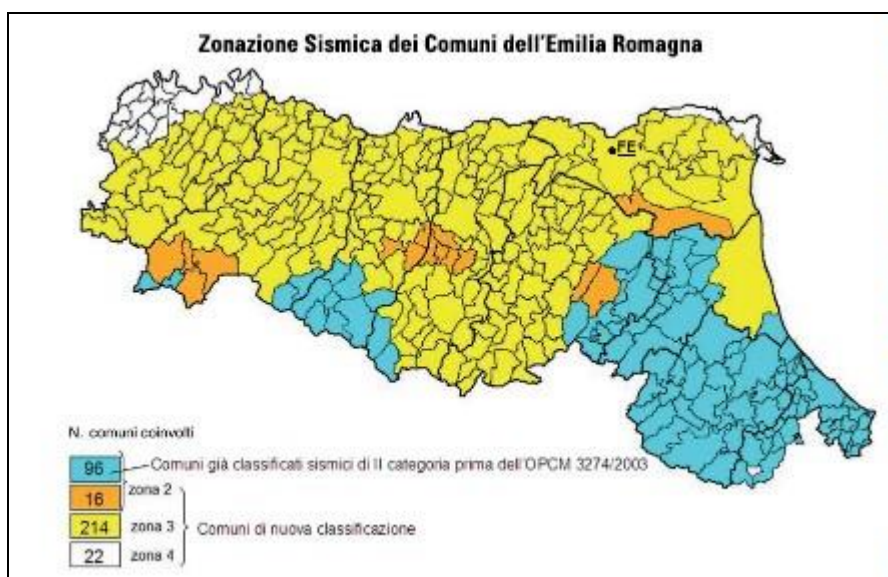 Zonazione Sismica dei Comuni dell'Emilia Romagna
FE
N. comuni coinvolti
96 Comuni già classificati sismici di II categoria prima dell'OPCM 3274/2003
16 zona 2
214 zona 3 Comuni di nuova classificazione
22 zona 4